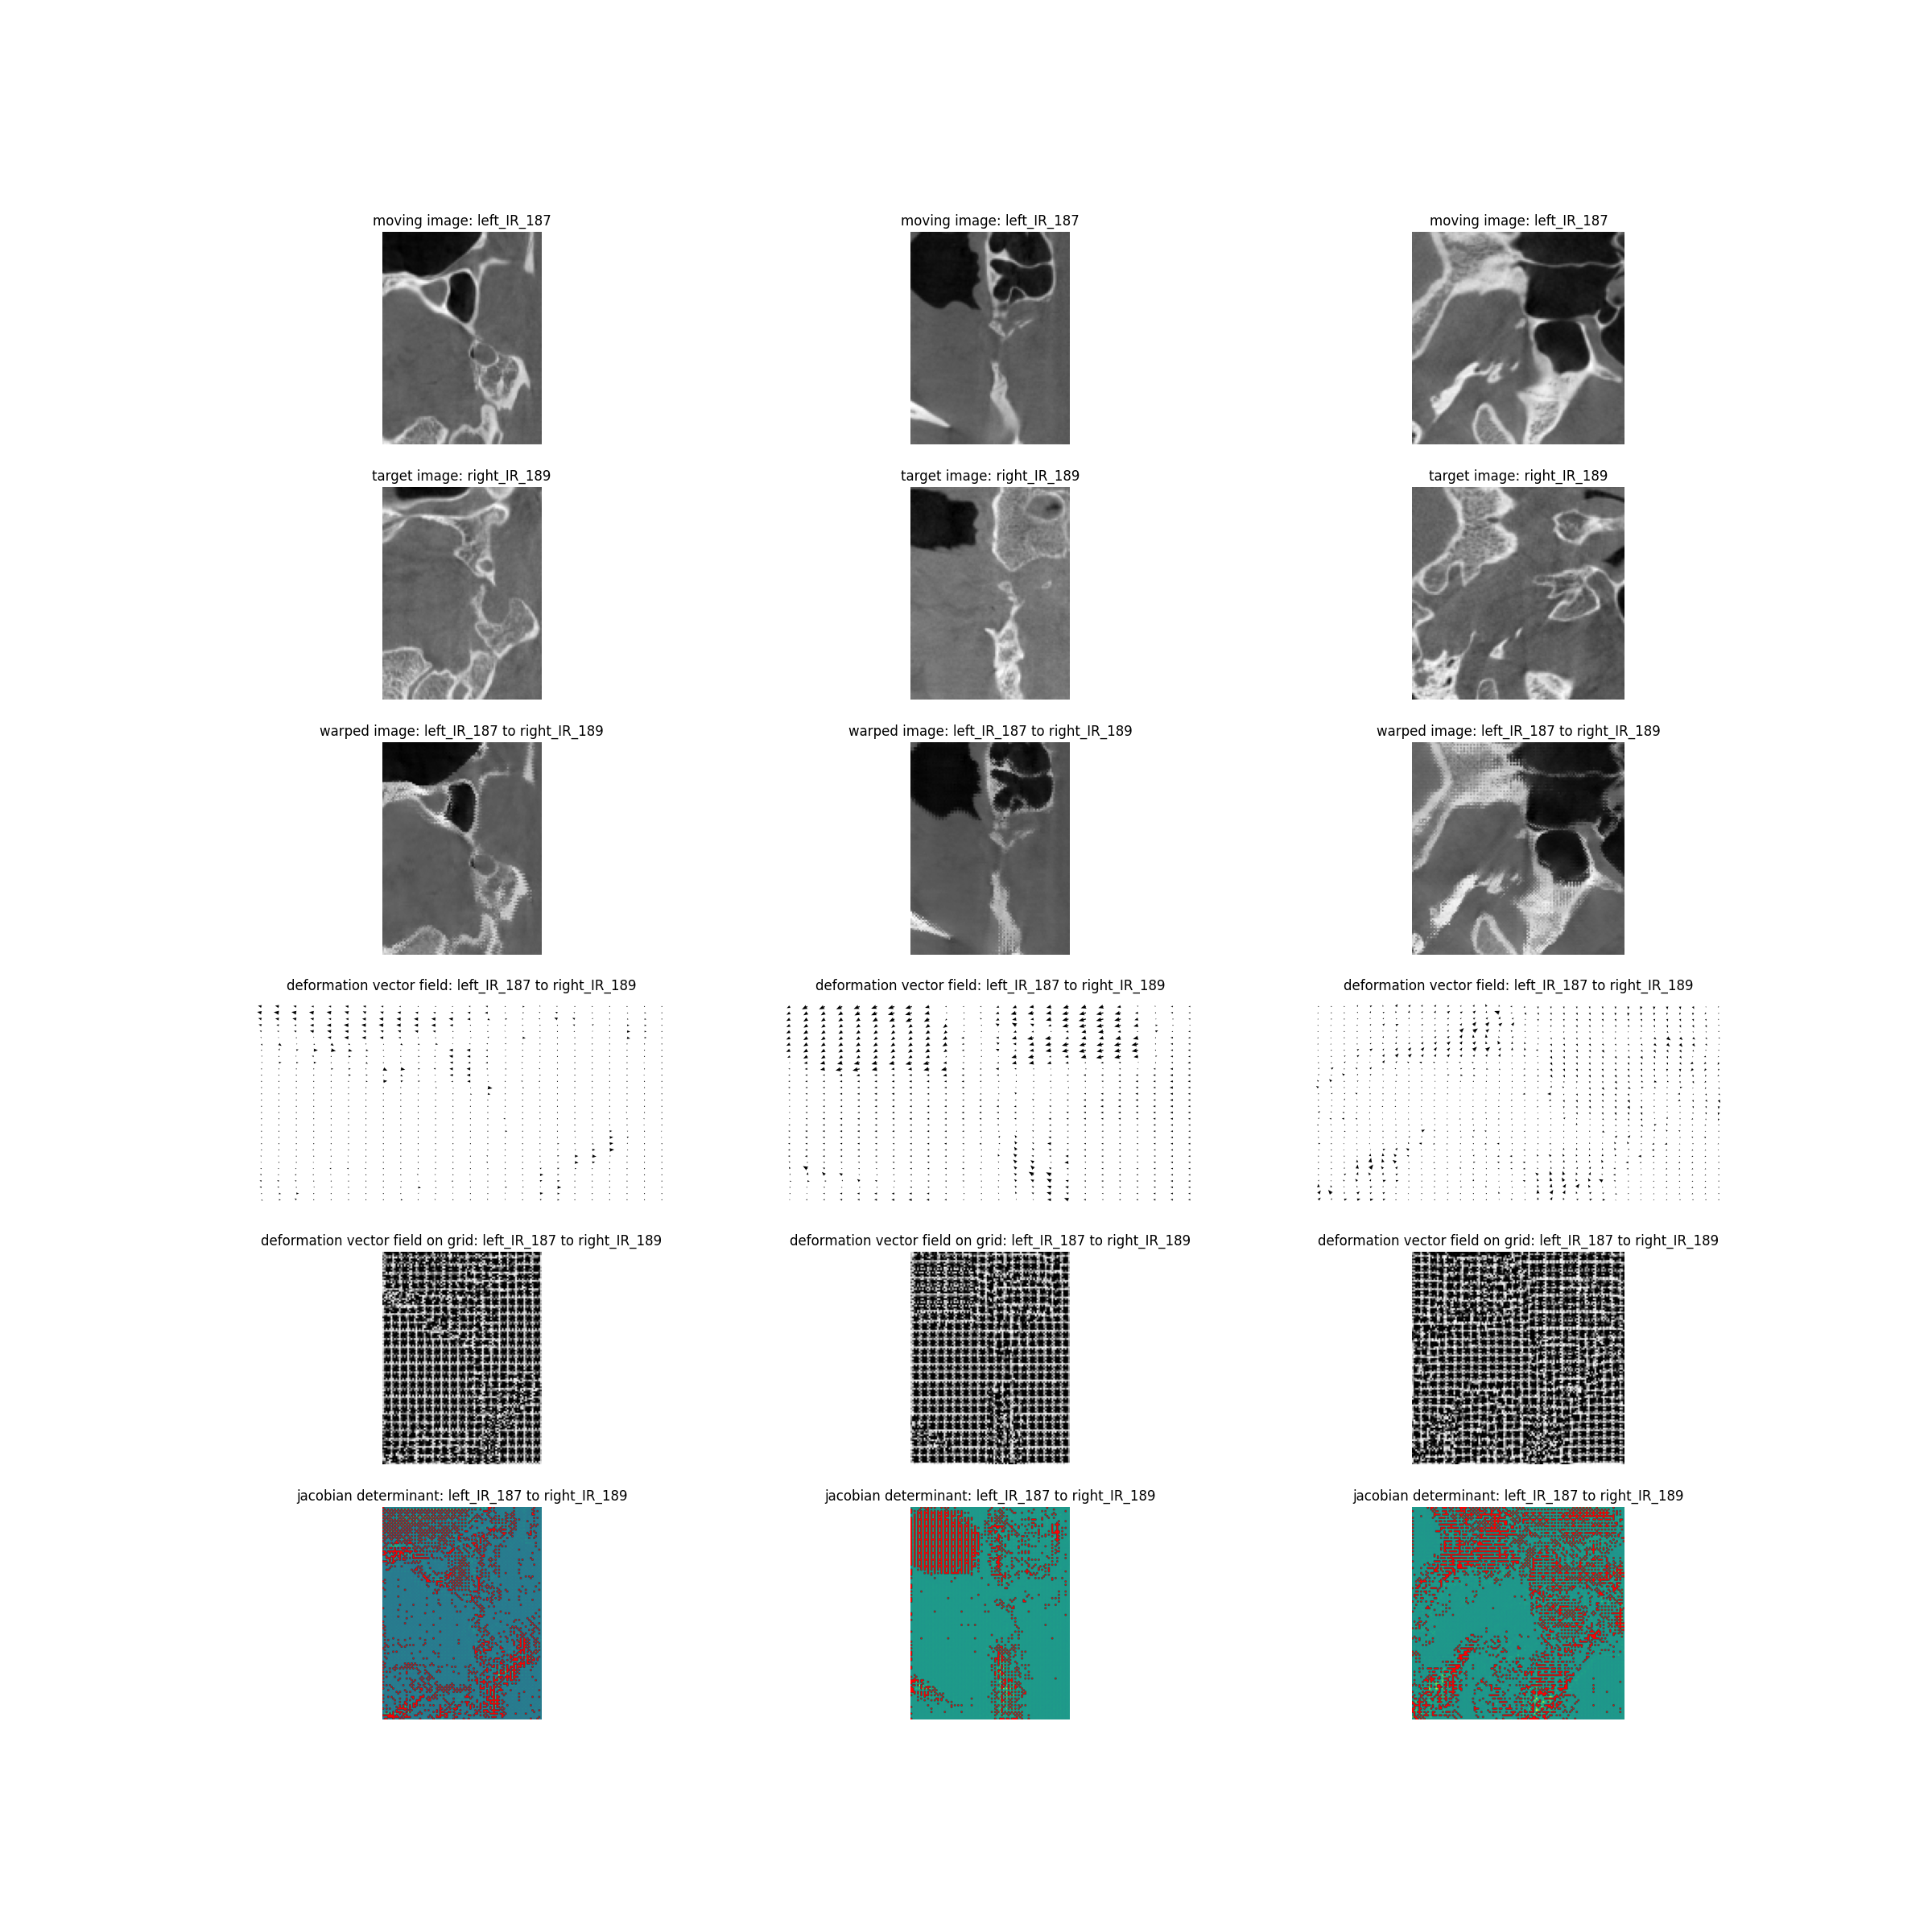 moving image: left_IR_187
moving image: left_IR_187
moving image: left_IR_187
target image: right_IR_189
target image: right_IR_189
target image: right_IR_189
warped image: left_IR_187 to right_IR_189
warped image: left_IR_187 to right_IR_189
warped image: left_IR_187 to right_IR_189
deformation vector field: left_IR_187 to right_IR_189
deformation vector field: left_IR_187 to right_IR_189
deformation vector field: left_IR_187 to right_IR_189
deformation vector field on grid: left_IR_187 to right_IR_189
deformation vector field on grid: left_IR_187 to right_IR_189
deformation vector field on grid: left_IR_187 to right_IR_189
jacobian determinant: left_IR_187 to right_IR_189
jacobian determinant: left_IR_187 to right_IR_189
jacobian determinant: left_IR_187 to right_IR_189